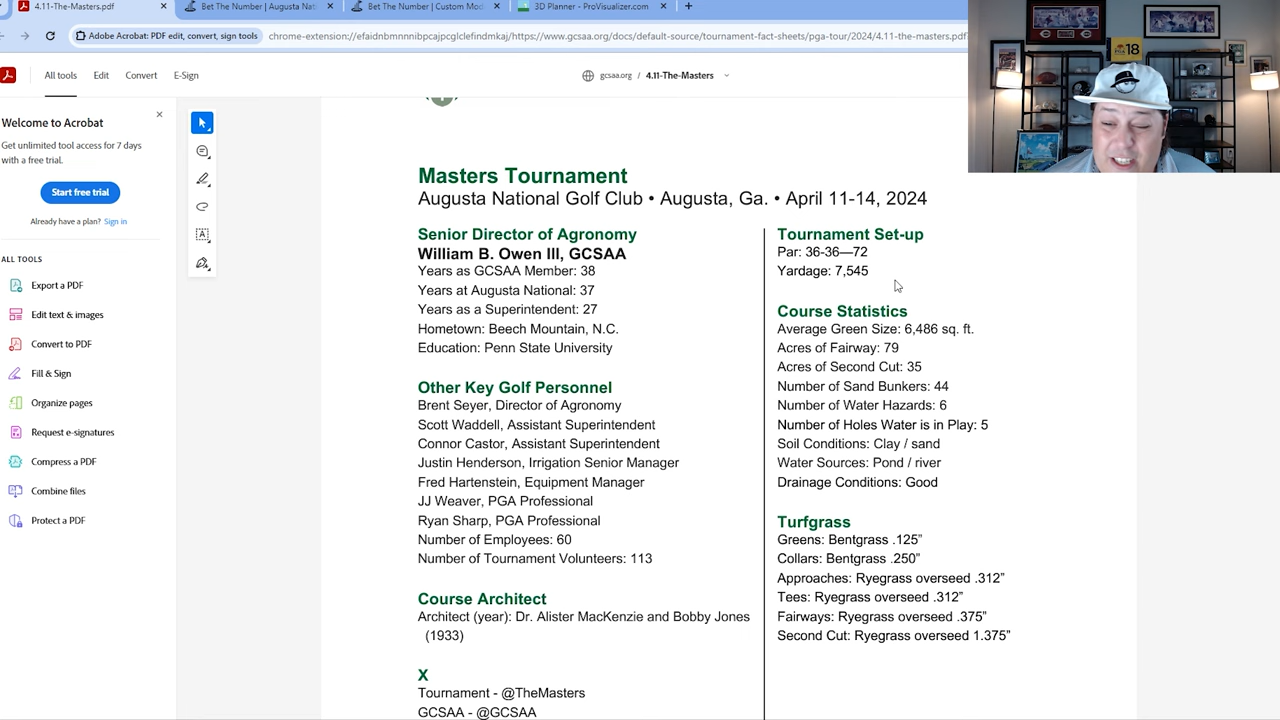 4.11-The-Masters.pdf
Bet The Number | Augusta Nati
Bet The Number | Custom Mod
3D Planner - ProVisualizer.com
Adobe Acrobat: PDF edit, convert, sign tools
chrome-extension://efaidnbmnnnibpcajpcglclefindmkaj/https://www.gcsaa.org/docs/default-source/tournament-fact-sheets/pga-tour/2024/4.11-the-masters.pdf
All tools
Edit
Convert
E-Sign
gcsaa.org / 4.11-The-Masters
Welcome to Acrobat
Get unlimited tool access for 7 days
with a free trial.
Start free trial
Already have a plan? Sign in
ALL TOOLS
Export a PDF
Edit text & images
Convert to PDF
Fill & Sign
Organize pages
Request e-signatures
Compress a PDF
Combine files
Protect a PDF
Masters Tournament
Augusta National Golf Club • Augusta, Ga. • April 11-14, 2024
Senior Director of Agronomy
William B. Owen III, GCSAA
Years as GCSAA Member: 38
Years at Augusta National: 37
Years as a Superintendent: 27
Hometown: Beech Mountain, N.C.
Education: Penn State University
Other Key Golf Personnel
Brent Seyer, Director of Agronomy
Scott Waddell, Assistant Superintendent
Connor Castor, Assistant Superintendent
Justin Henderson, Irrigation Senior Manager
Fred Hartenstein, Equipment Manager
JJ Weaver, PGA Professional
Ryan Sharp, PGA Professional
Number of Employees: 60
Number of Tournament Volunteers: 113
Course Architect
Architect (year): Dr. Alister MacKenzie and Bobby Jones
(1933)
X
Tournament - @TheMasters
GCSAA - @GCSAA
Tournament Set-up
Par: 36-36—72
Yardage: 7,545
Course Statistics
Average Green Size: 6,486 sq. ft.
Acres of Fairway: 79
Acres of Second Cut: 35
Number of Sand Bunkers: 44
Number of Water Hazards: 6
Number of Holes Water is in Play: 5
Soil Conditions: Clay / sand
Water Sources: Pond / river
Drainage Conditions: Good
Turfgrass
Greens: Bentgrass .125”
Collars: Bentgrass .250”
Approaches: Ryegrass overseed .312”
Tees: Ryegrass overseed .312”
Fairways: Ryegrass overseed .375”
Second Cut: Ryegrass overseed 1.375”
18